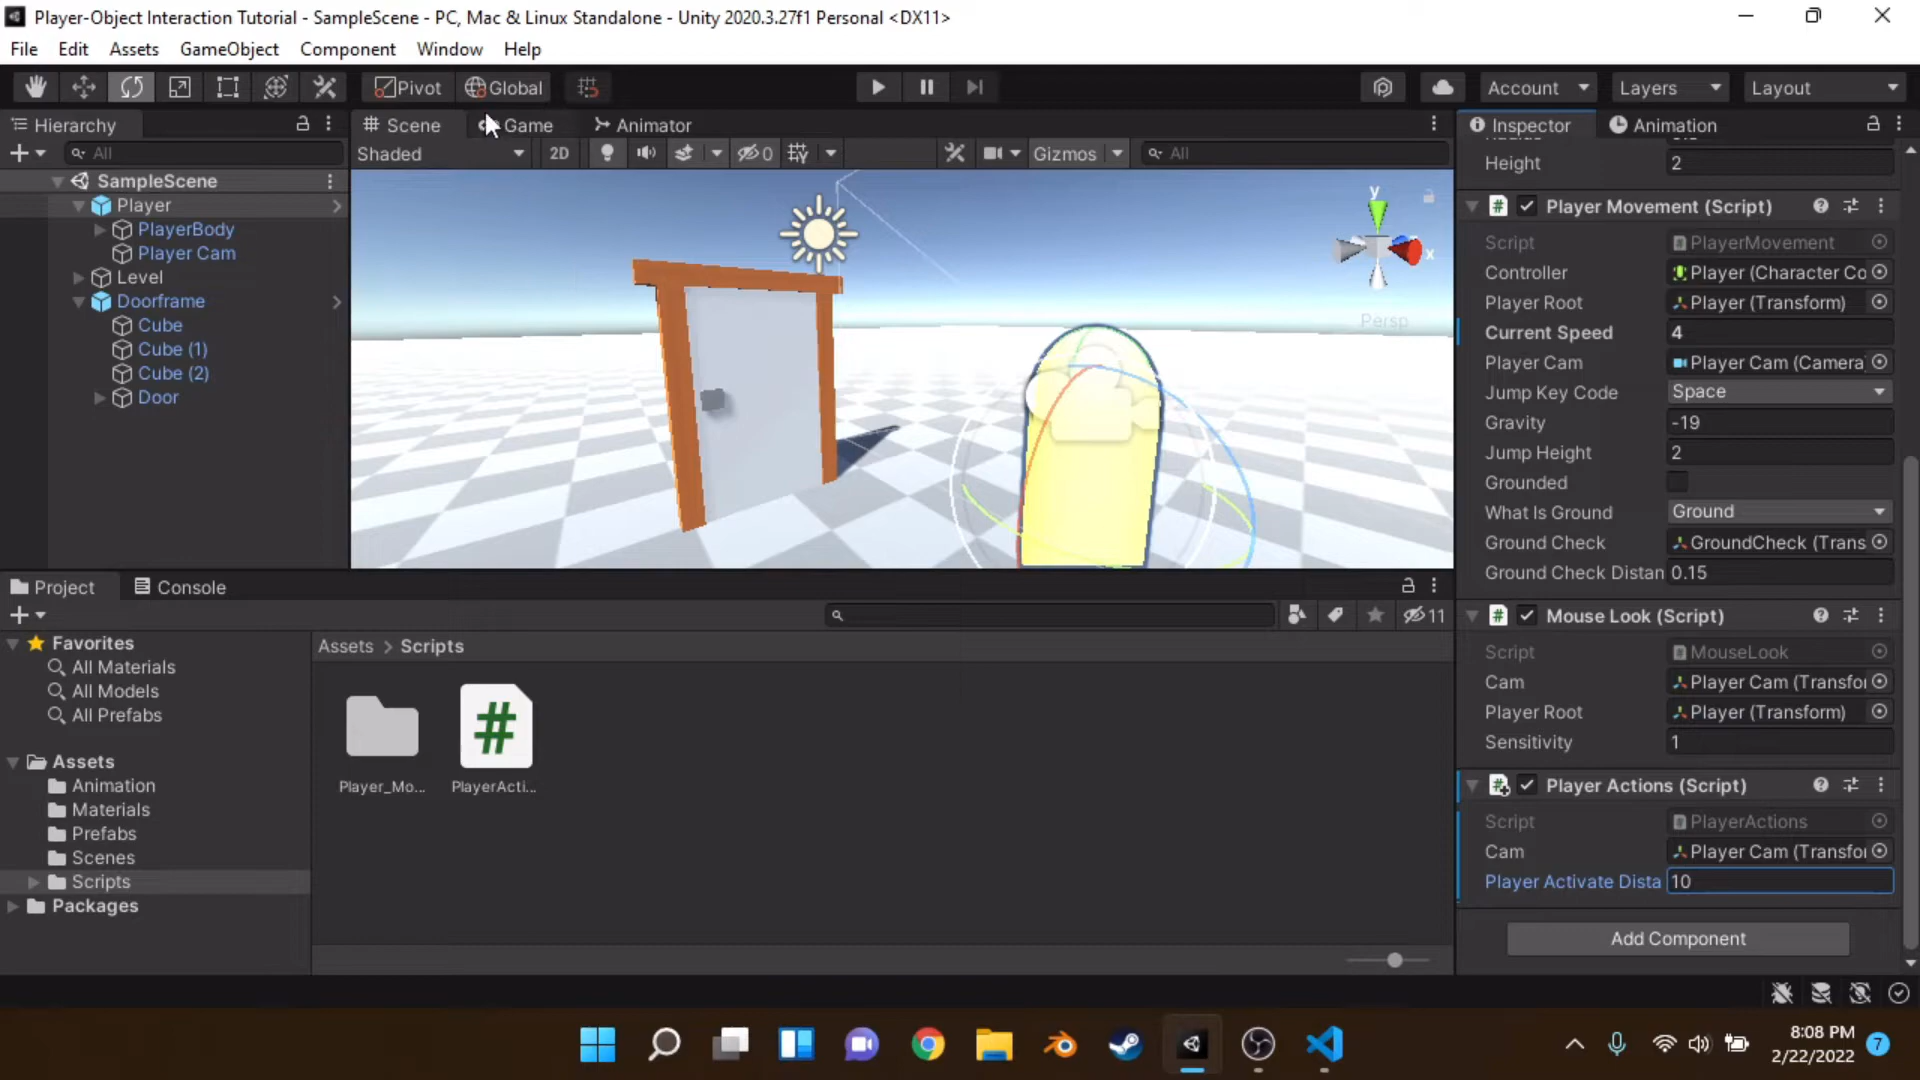 Player-Object Interaction Tutorial - SampleScene - PC, Mac & Linux Standalone - Unity 2020.3.27f1 Personal <DX11>
File Edit Assets GameObject Component Window Help
Pivot Global Account Layers Layout
Hierarchy
All
SampleScene
Player
PlayerBody
Player Cam
Level
Doorframe
Cube
Cube (1)
Cube (2)
Door
Scene Game Animator
Shaded 2D 0 Gizmos All
y
x
Persp
Inspector Animation
Height 2
Player Movement (Script)
Script PlayerMovement
Controller Player (Character Co
Player Root Player (Transform)
Current Speed 4
Player Cam Player Cam (Camera
Jump Key Code Space
Gravity -19
Jump Height 2
Grounded
What Is Ground Ground
Ground Check GroundCheck (Trans
Ground Check Distan 0.15
Mouse Look (Script)
Script MouseLook
Cam Player Cam (Transfo
Player Root Player (Transform)
Sensitivity 1
Player Actions (Script)
Script PlayerActions
Cam Player Cam (Transfo
Player Activate Dista 10
Add Component
Project Console
11
Favorites
All Materials
All Models
All Prefabs
Assets
Animation
Materials
Prefabs
Scenes
Scripts
Packages
Assets > Scripts
Player_Mo...
PlayerActi...
8:08 PM
2/22/2022
7